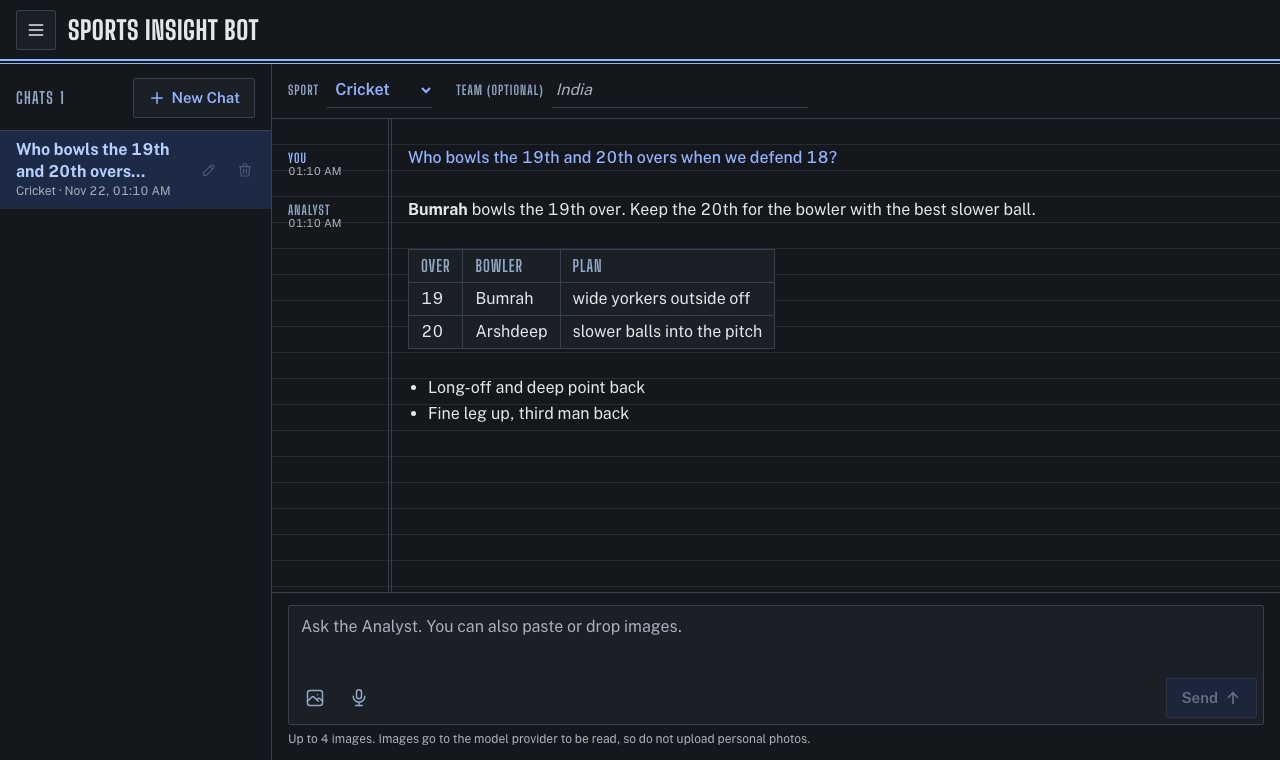 SPORTS INSIGHT BOT
CHATS 1
New Chat
Who bowls the 19th
and 20th overs...
Cricket · Nov 22, 01:10 AM
SPORT Cricket TEAM (OPTIONAL) India
YOU
01:10 AM
Who bowls the 19th and 20th overs when we defend 18?
ANALYST
01:10 AM
Bumrah bowls the 19th over. Keep the 20th for the bowler with the best slower ball.
OVER BOWLER PLAN
19 Bumrah wide yorkers outside off
20 Arshdeep slower balls into the pitch
• Long-off and deep point back
• Fine leg up, third man back
Ask the Analyst. You can also paste or drop images.
Send
Up to 4 images. Images go to the model provider to be read, so do not upload personal photos.